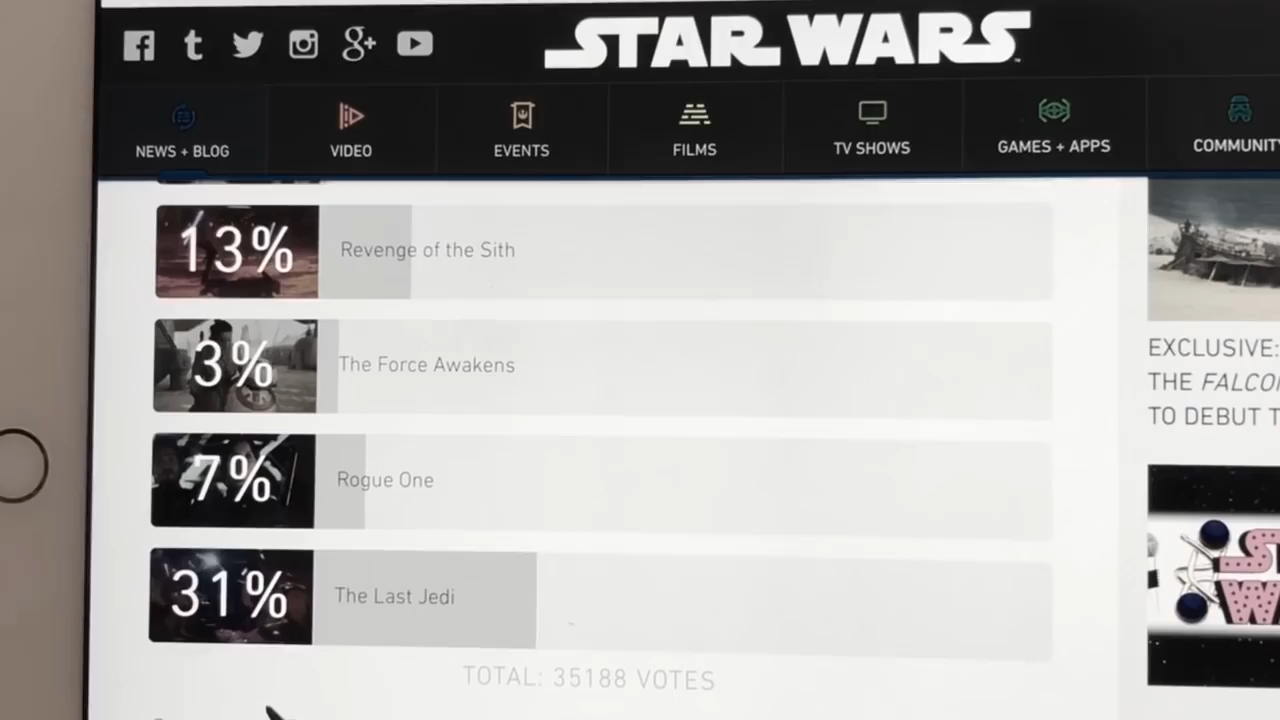 STAR WARS
NEWS + BLOG
VIDEO
EVENTS
FILMS
TV SHOWS
GAMES + APPS
COMMUNITY
13% Revenge of the Sith
3% The Force Awakens
7% Rogue One
31% The Last Jedi
TOTAL: 35188 VOTES
EXCLUSIVE:
THE FALCO
TO DEBUT T